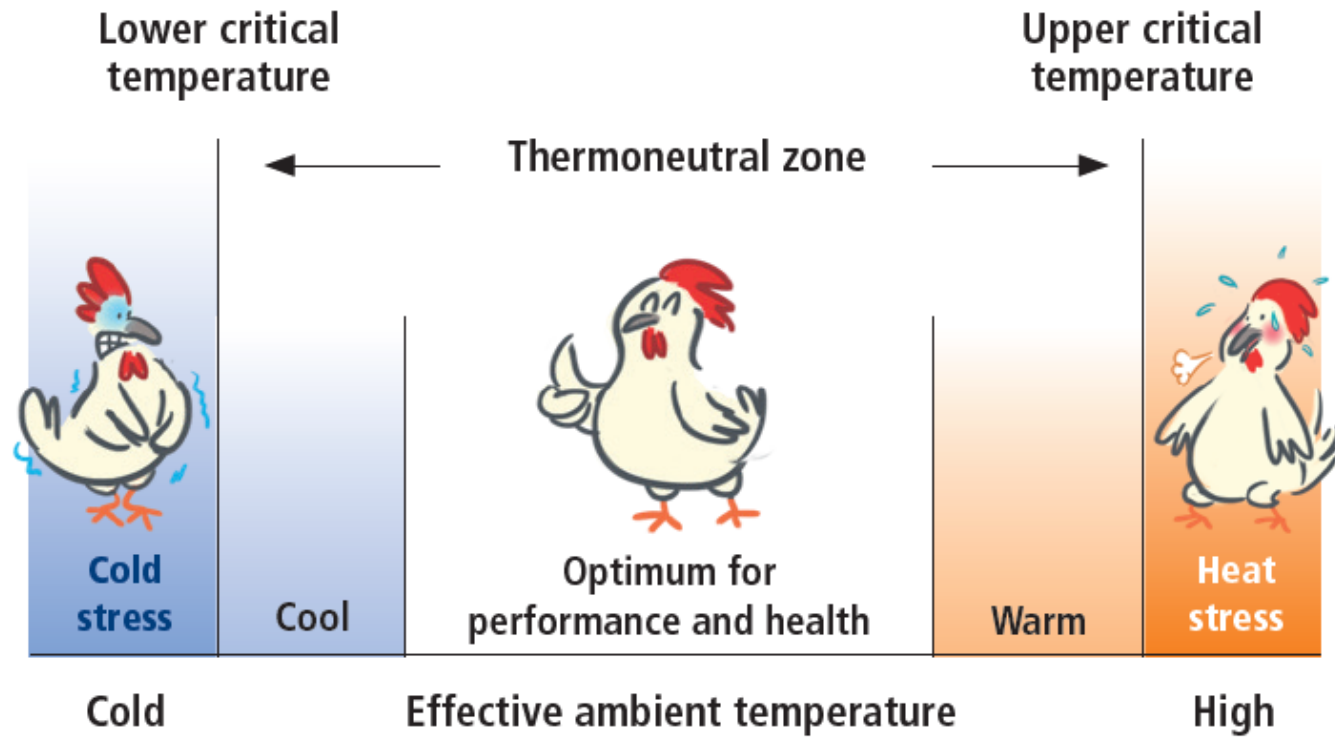 Lower critical
temperature
Upper critical
temperature
Thermoneutral zone
Cold
stress
Cool
Optimum for
performance and health
Warm
Heat
stress
Cold
Effective ambient temperature
High